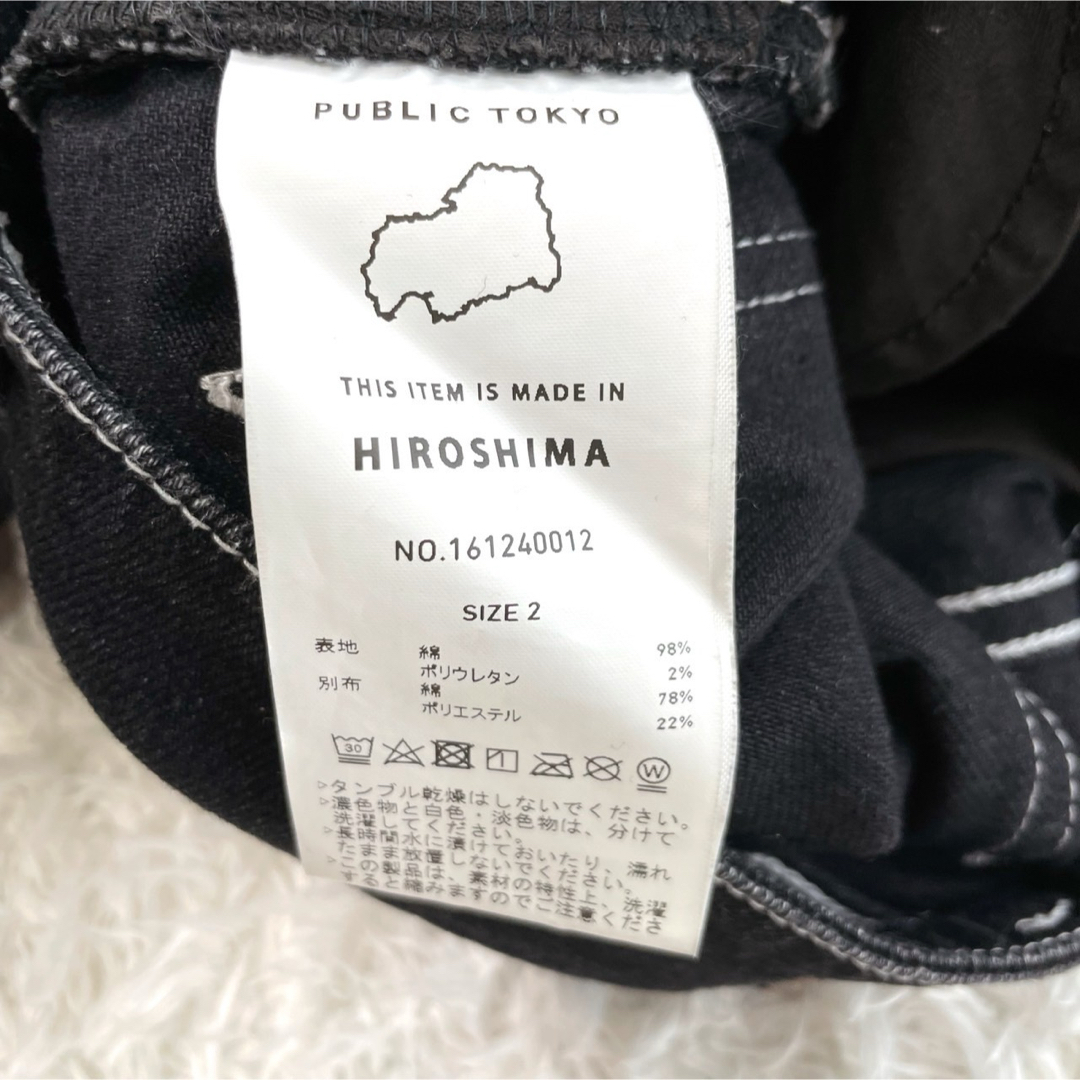 PUBLIC TOKYO
THIS ITEM IS MADE IN
HIROSHIMA
NO.161240012
SIZE 2
表地 綿 98%
ポリウレタン 2%
別布 綿 78%
ポリエステル 22%
30 W
▷タンブル乾燥はしないでください。
▷濃色物と白色・淡色物は、分けて
洗濯してください。
▷長時間水に漬けておいたり、濡れ
たまま放置しないでください。
▷この製品は、素材の特性上、洗濯
すると縮みますのでご注意くださ